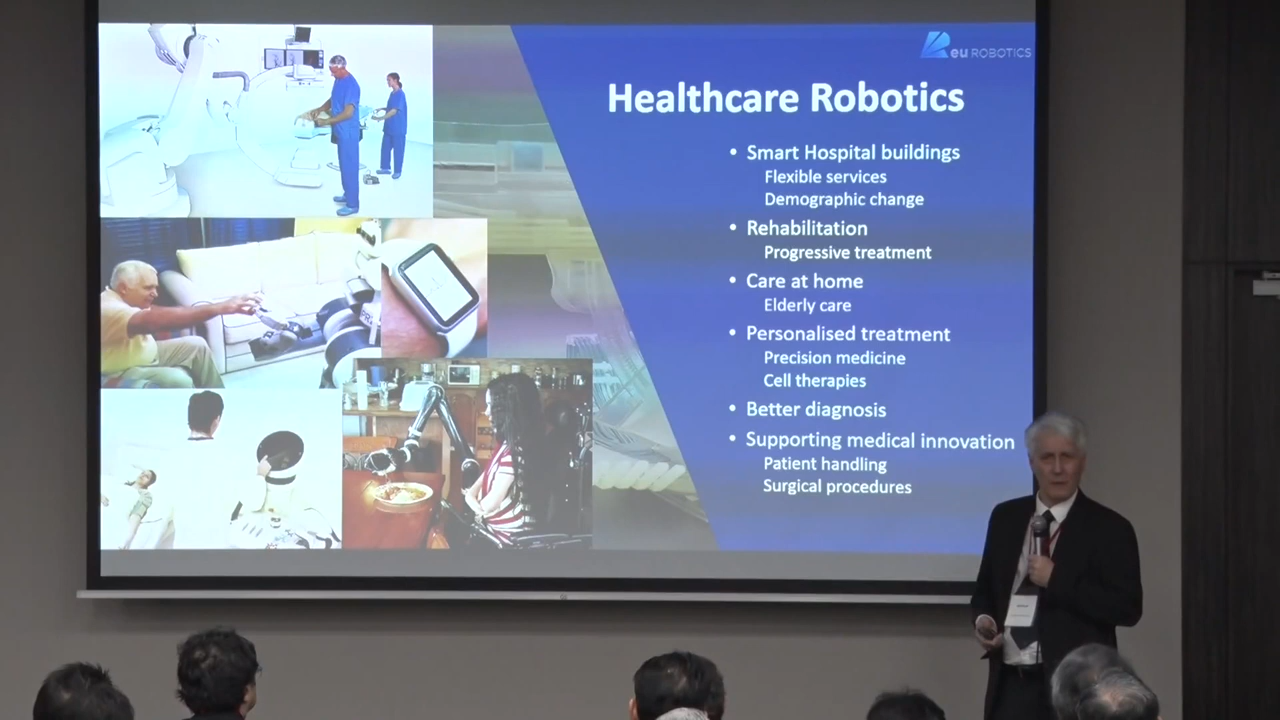 eu ROBOTICS
Healthcare Robotics
• Smart Hospital buildings
Flexible services
Demographic change
• Rehabilitation
Progressive treatment
• Care at home
Elderly care
• Personalised treatment
Precision medicine
Cell therapies
• Better diagnosis
• Supporting medical innovation
Patient handling
Surgical procedures